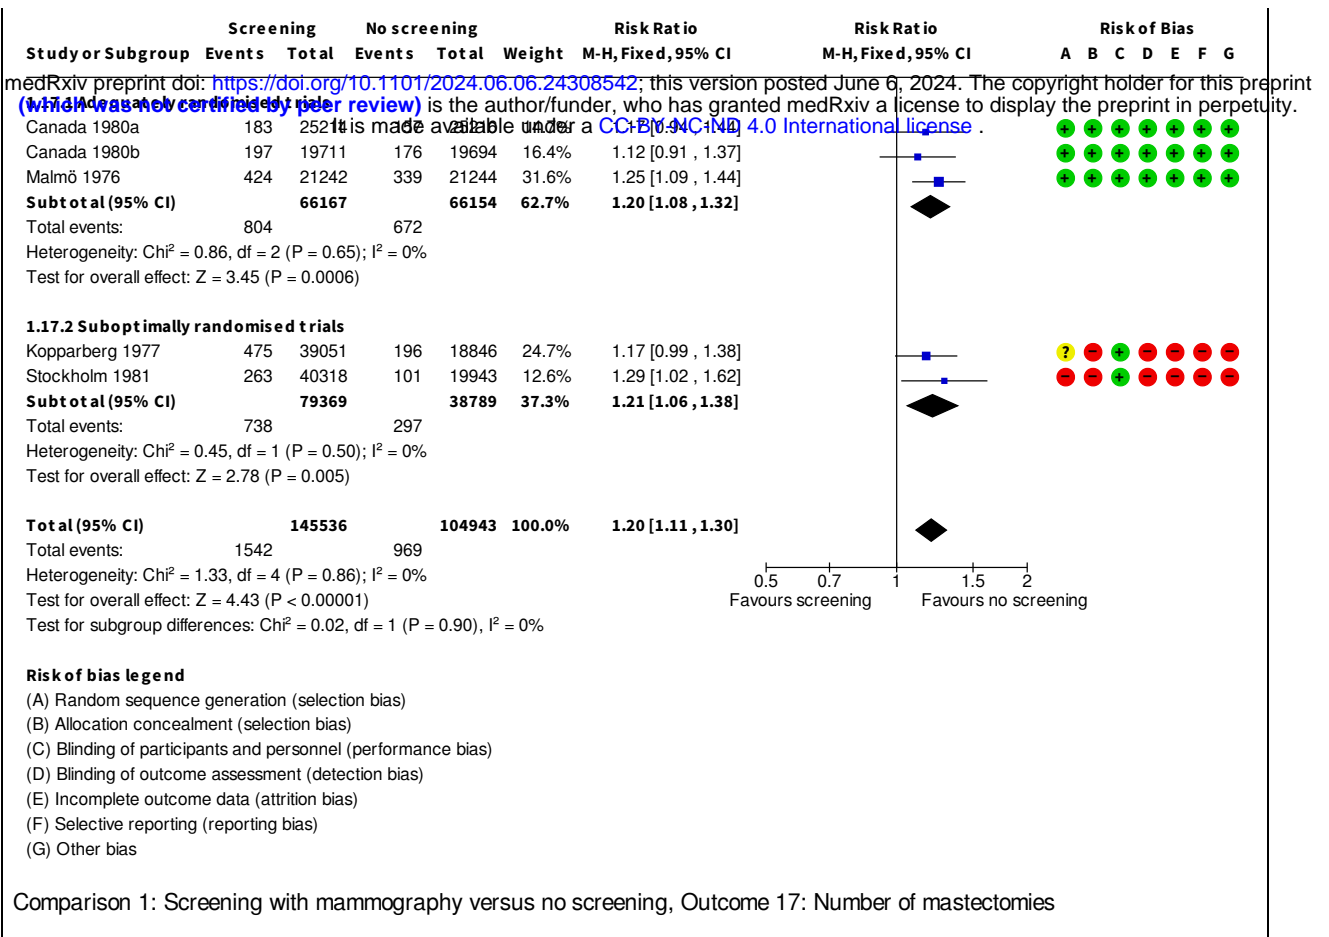 Screening No screening Risk Ratio Risk Ratio Risk of Bias
Study or Subgroup Events Total Events Total Weight M-H, Fixed, 95% CI M-H, Fixed, 95% CI A B C D E F G
medRxiv preprint doi: https://doi.org/10.1101/2024.06.06.24308542; this version posted June 6, 2024. The copyright holder for this preprint
1.17.1 Adequately randomised trials
(which was not certified by peer review) is the author/funder, who has granted medRxiv a license to display the preprint in perpetuity.
It is made available under a CC-BY-NC-ND 4.0 International license .
Canada 1980a 183 25214 + + + + + + +
Canada 1980b 197 19711 176 19694 16.4% 1.12 [0.91 , 1.37] + + + + + + +
Malmö 1976 424 21242 339 21244 31.6% 1.25 [1.09 , 1.44] + + + + + + +
Subtotal (95% CI) 66167 66154 62.7% 1.20 [1.08 , 1.32]
Total events: 804 672
Heterogeneity: Chi² = 0.86, df = 2 (P = 0.65); I² = 0%
Test for overall effect: Z = 3.45 (P = 0.0006)
1.17.2 Suboptimally randomised trials
Kopparberg 1977 475 39051 196 18846 24.7% 1.17 [0.99 , 1.38] ? − + − − − −
Stockholm 1981 263 40318 101 19943 12.6% 1.29 [1.02 , 1.62] − − + − − − −
Subtotal (95% CI) 79369 38789 37.3% 1.21 [1.06 , 1.38]
Total events: 738 297
Heterogeneity: Chi² = 0.45, df = 1 (P = 0.50); I² = 0%
Test for overall effect: Z = 2.78 (P = 0.005)
Total (95% CI) 145536 104943 100.0% 1.20 [1.11 , 1.30]
Total events: 1542 969
Heterogeneity: Chi² = 1.33, df = 4 (P = 0.86); I² = 0%
Test for overall effect: Z = 4.43 (P < 0.00001)
Test for subgroup differences: Chi² = 0.02, df = 1 (P = 0.90), I² = 0%
0.5 0.7 1 1.5 2
Favours screening Favours no screening
Risk of bias legend
(A) Random sequence generation (selection bias)
(B) Allocation concealment (selection bias)
(C) Blinding of participants and personnel (performance bias)
(D) Blinding of outcome assessment (detection bias)
(E) Incomplete outcome data (attrition bias)
(F) Selective reporting (reporting bias)
(G) Other bias
Comparison 1: Screening with mammography versus no screening, Outcome 17: Number of mastectomies